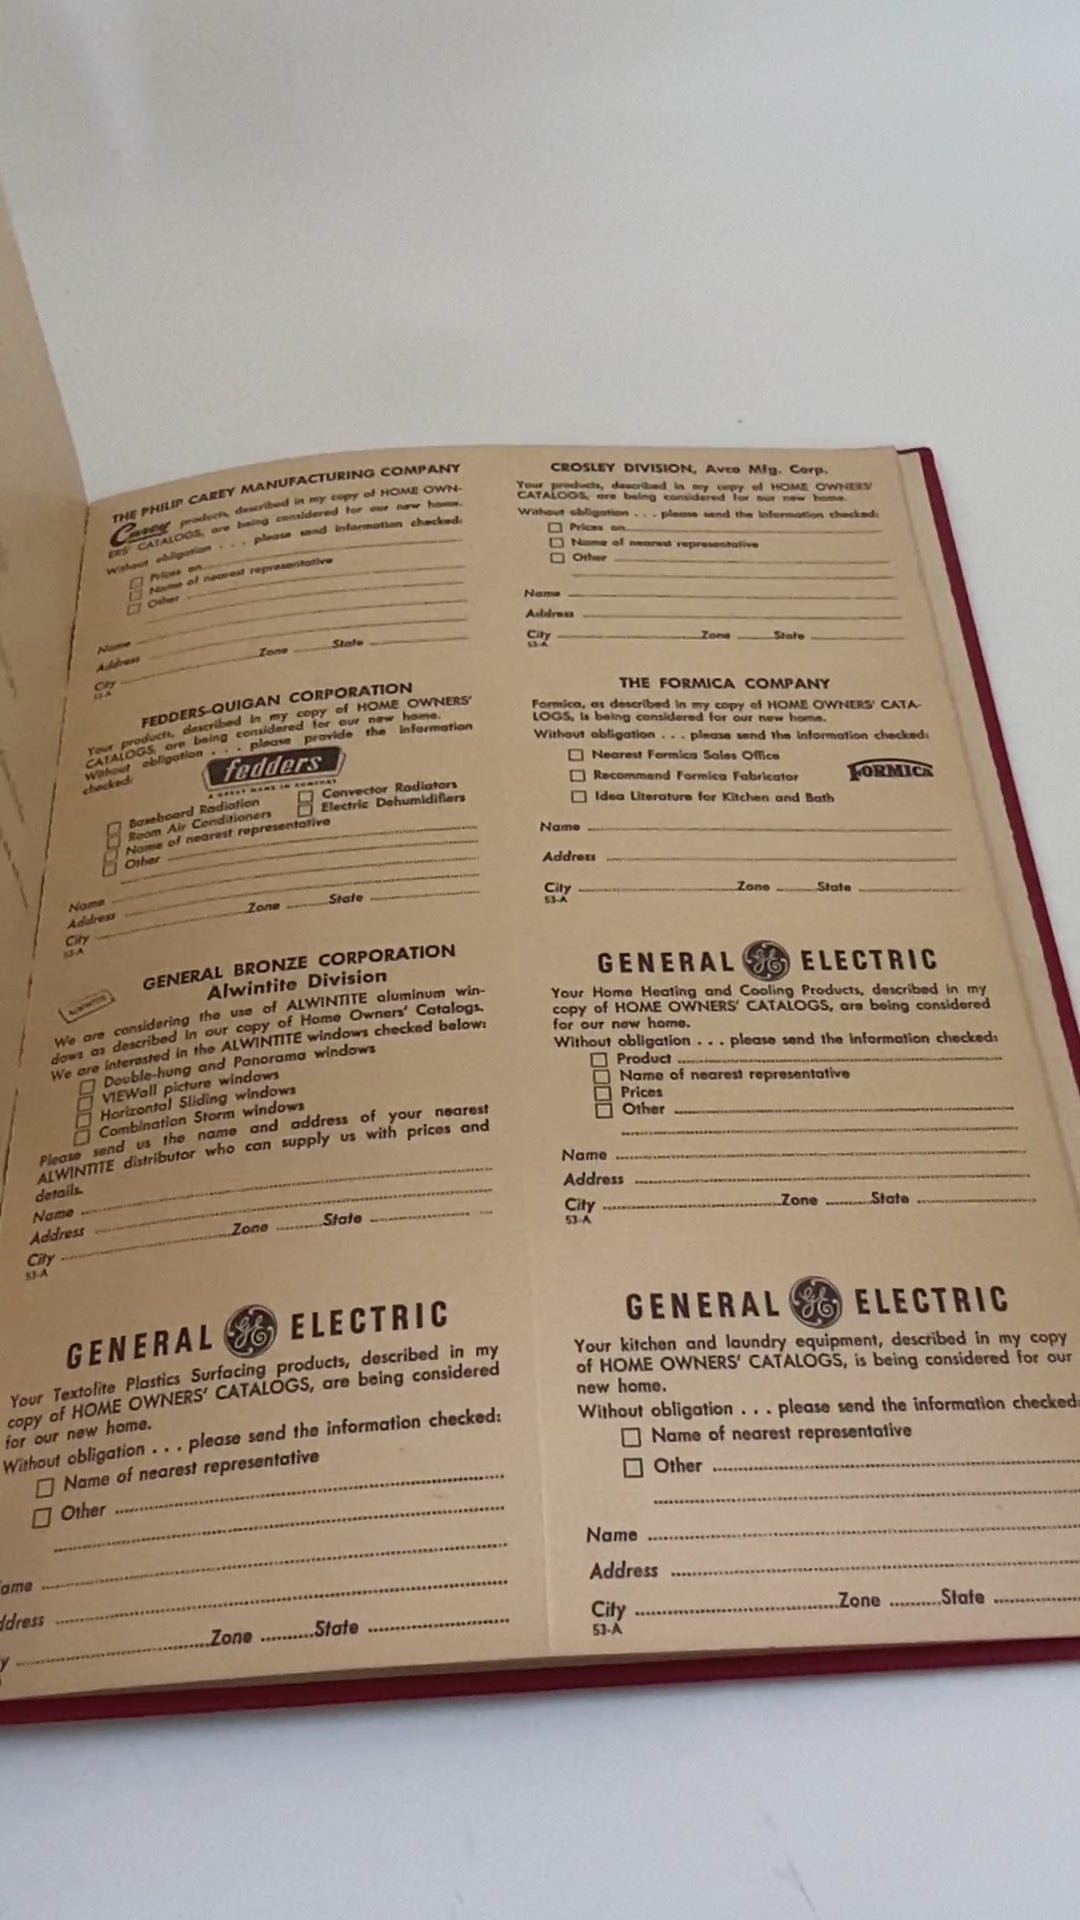 THE PHILIP CAREY MANUFACTURING COMPANY
Carey products, described in my copy of HOME OWN-
ERS' CATALOGS, are being considered for our new home.
Without obligation . . . please send information checked:
Prices on
Name of nearest representative
Other
Name
Address
City Zone State
53-A
FEDDERS-QUIGAN CORPORATION
Your products, described in my copy of HOME OWNERS'
CATALOGS, are being considered for our new home.
Without obligation . . . please provide the information
checked:
fedders
A GREAT NAME IN COMFORT
Baseboard Radiation Convector Radiators
Room Air Conditioners Electric Dehumidifiers
Name of nearest representative
Other
Name
Address
City Zone State
53-A
GENERAL BRONZE CORPORATION
Alwintite Division
ALWINTITE
We are considering the use of ALWINTITE aluminum win-
dows as described in our copy of Home Owners' Catalogs.
We are interested in the ALWINTITE windows checked below:
Double-hung and Panorama windows
VIEWall picture windows
Horizontal Sliding windows
Combination Storm windows
Please send us the name and address of your nearest
ALWINTITE distributor who can supply us with prices and
details.
Name
Address
City Zone State
53-A
GENERAL GE ELECTRIC
Your Textolite Plastics Surfacing products, described in my
copy of HOME OWNERS' CATALOGS, are being considered
for our new home.
Without obligation . . . please send the information checked:
Name of nearest representative
Other
ame
ddress
y Zone State
CROSLEY DIVISION, Avco Mfg. Corp.
Your products, described in my copy of HOME OWNERS'
CATALOGS, are being considered for our new home.
Without obligation . . . please send the information checked:
Prices on
Name of nearest representative
Other
Name
Address
City Zone State
53-A
THE FORMICA COMPANY
Formica, as described in my copy of HOME OWNERS' CATA-
LOGS, is being considered for our new home.
Without obligation . . . please send the information checked:
Nearest Formica Sales Office
Recommend Formica Fabricator
FORMICA
Idea Literature for Kitchen and Bath
Name
Address
City Zone State
53-A
GENERAL GE ELECTRIC
Your Home Heating and Cooling Products, described in my
copy of HOME OWNERS' CATALOGS, are being considered
for our new home.
Without obligation . . . please send the information checked:
Product
Name of nearest representative
Prices
Other
Name
Address
City Zone State
53-A
GENERAL GE ELECTRIC
Your kitchen and laundry equipment, described in my copy
of HOME OWNERS' CATALOGS, is being considered for our
new home.
Without obligation . . . please send the information checked:
Name of nearest representative
Other
Name
Address
City Zone State
53-A